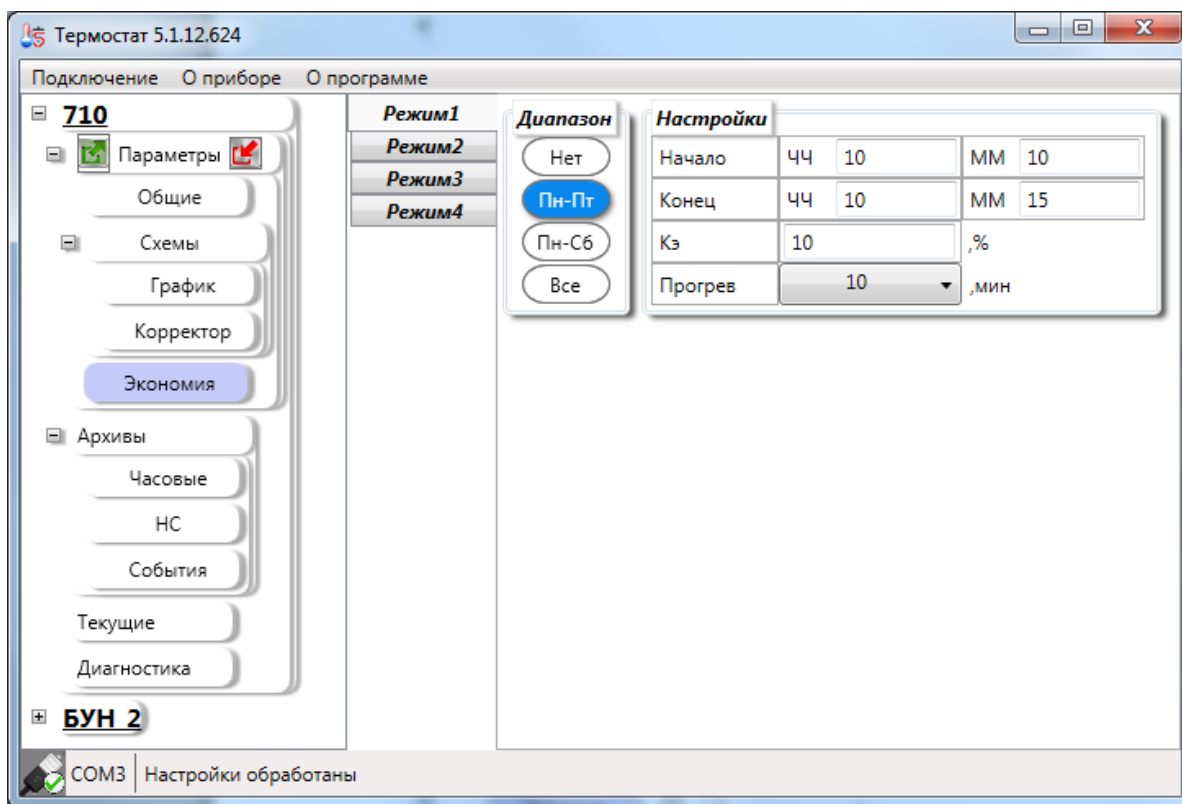 Термостат 5.1.12.624
Подключение О приборе О программе
710
Параметры
Общие
Схемы
График
Корректор
Экономия
Архивы
Часовые
НС
События
Текущие
Диагностика
БУН_2
Режим1
Режим2
Режим3
Режим4
Диапазон
Нет
Пн-Пт
Пн-Сб
Все
Настройки
Начало ЧЧ 10 ММ 10
Конец ЧЧ 10 ММ 15
Кэ 10 ,%
Прогрев 10 ,мин
COM3 Настройки обработаны